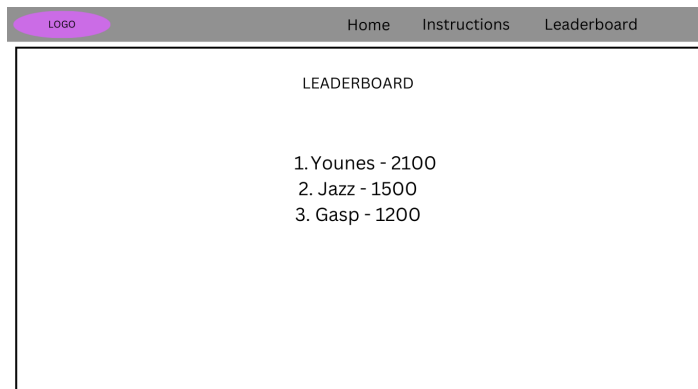 LOGO Home Instructions Leaderboard
LEADERBOARD
1. Younes - 2100
2. Jazz - 1500
3. Gasp - 1200